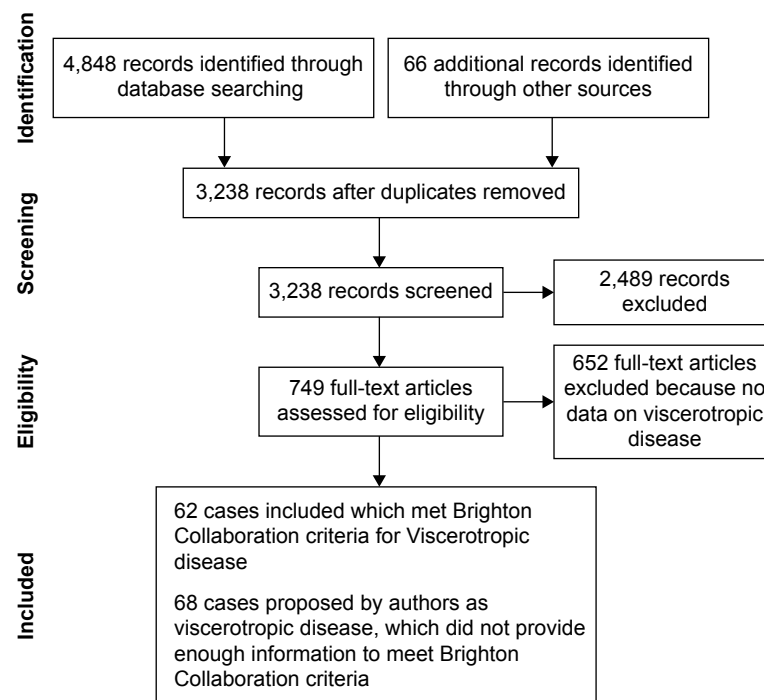 Identification
4,848 records identified through
database searching
66 additional records identified
through other sources
3,238 records after duplicates removed
Screening
3,238 records screened
2,489 records
excluded
Eligibility
749 full-text articles
assessed for eligibility
652 full-text articles
excluded because no
data on viscerotropic
disease
Included
62 cases included which met Brighton
Collaboration criteria for Viscerotropic
disease
68 cases proposed by authors as
viscerotropic disease, which did not provide
enough information to meet Brighton
Collaboration criteria